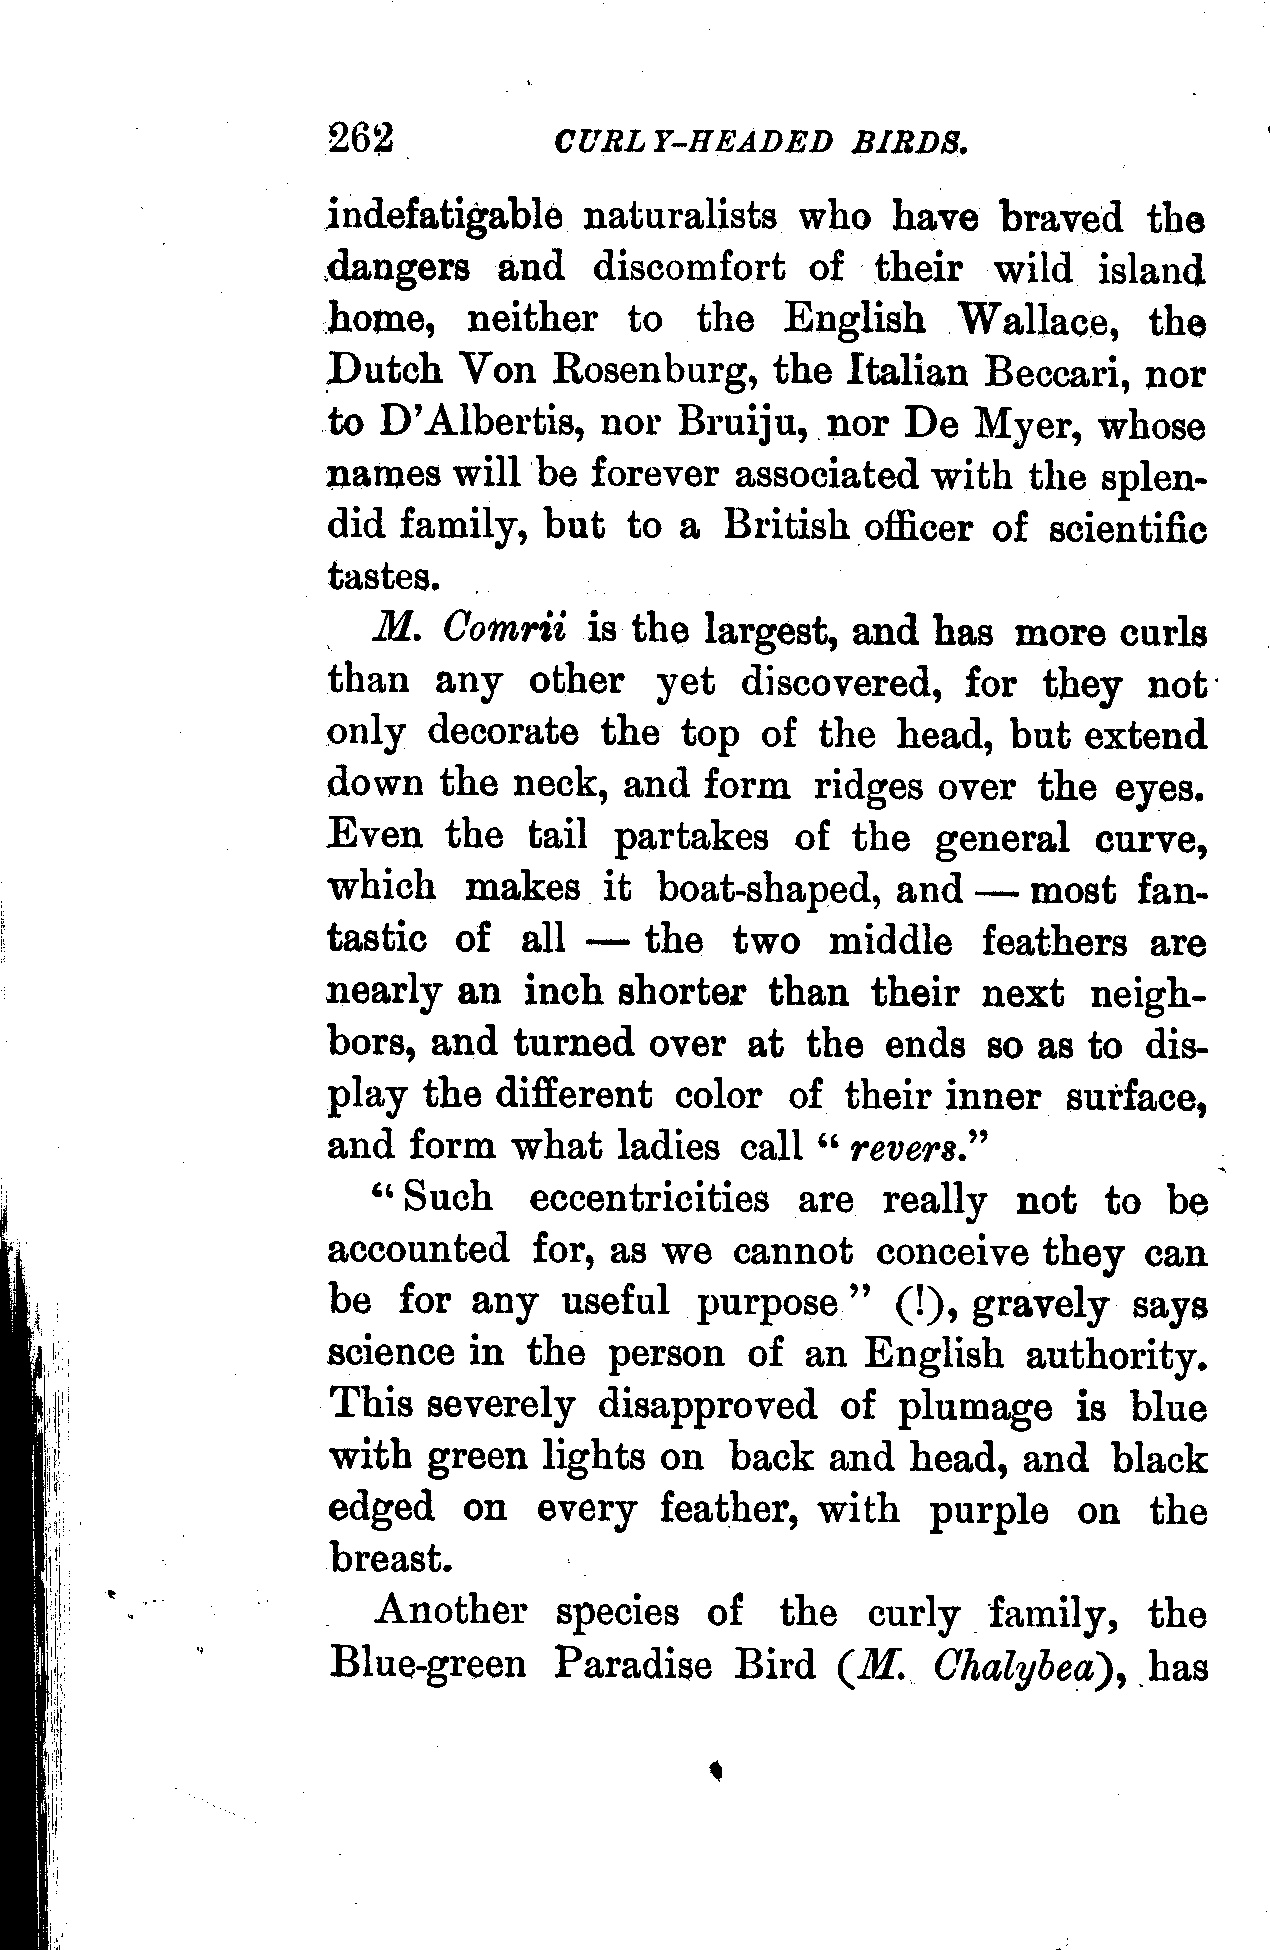 262 CURLY-HEADED BIRDS.
indefatigable naturalists who have braved the
dangers and discomfort of their wild island
home, neither to the English Wallace, the
Dutch Von Rosenburg, the Italian Beccari, nor
to D'Albertis, nor Bruiju, nor De Myer, whose
names will be forever associated with the splen-
did family, but to a British officer of scientific
tastes.
M. Comrii is the largest, and has more curls
than any other yet discovered, for they not
only decorate the top of the head, but extend
down the neck, and form ridges over the eyes.
Even the tail partakes of the general curve,
which makes it boat-shaped, and — most fan-
tastic of all — the two middle feathers are
nearly an inch shorter than their next neigh-
bors, and turned over at the ends so as to dis-
play the different color of their inner surface,
and form what ladies call "revers."
"Such eccentricities are really not to be
accounted for, as we cannot conceive they can
be for any useful purpose" (!), gravely says
science in the person of an English authority.
This severely disapproved of plumage is blue
with green lights on back and head, and black
edged on every feather, with purple on the
breast.
Another species of the curly family, the
Blue-green Paradise Bird (M. Chalybea), has